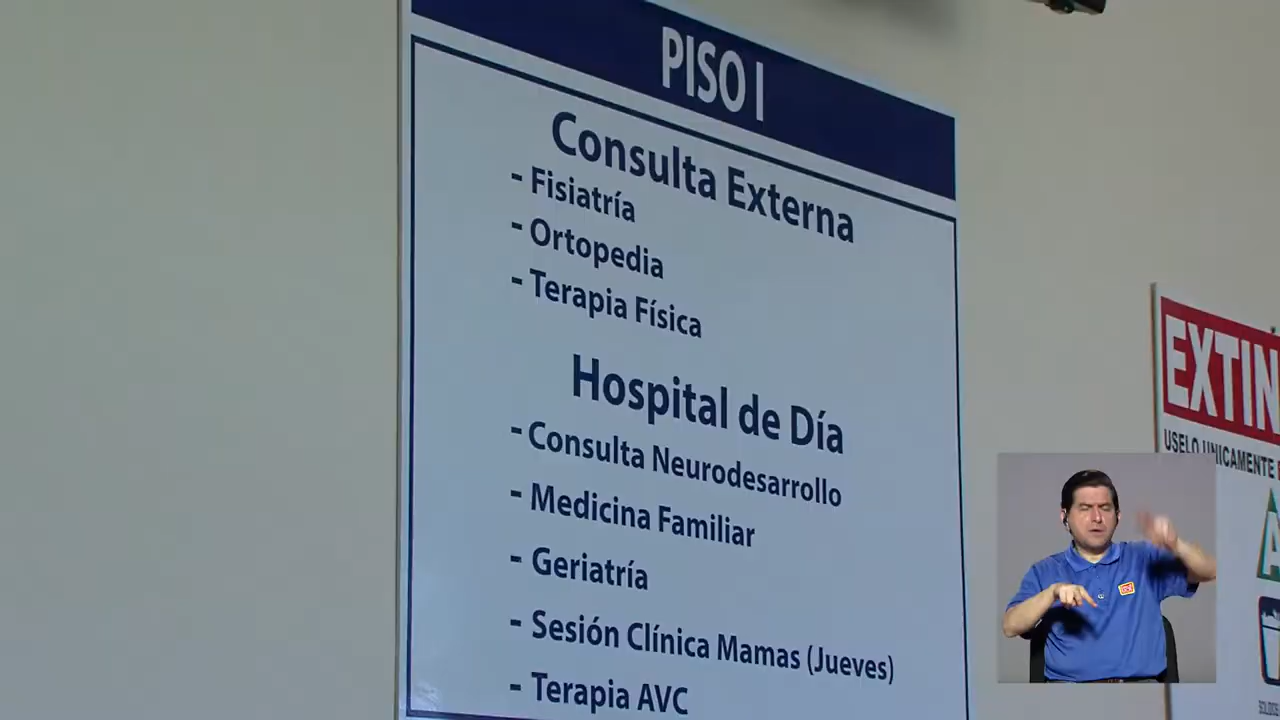 PISO I
Consulta Externa
- Fisiatría
- Ortopedia
- Terapia Física
Hospital de Día
- Consulta Neurodesarrollo
- Medicina Familiar
- Geriatría
- Sesión Clínica Mamas (Jueves)
- Terapia AVC
EXTIN
USELO UNICAMENTE
A